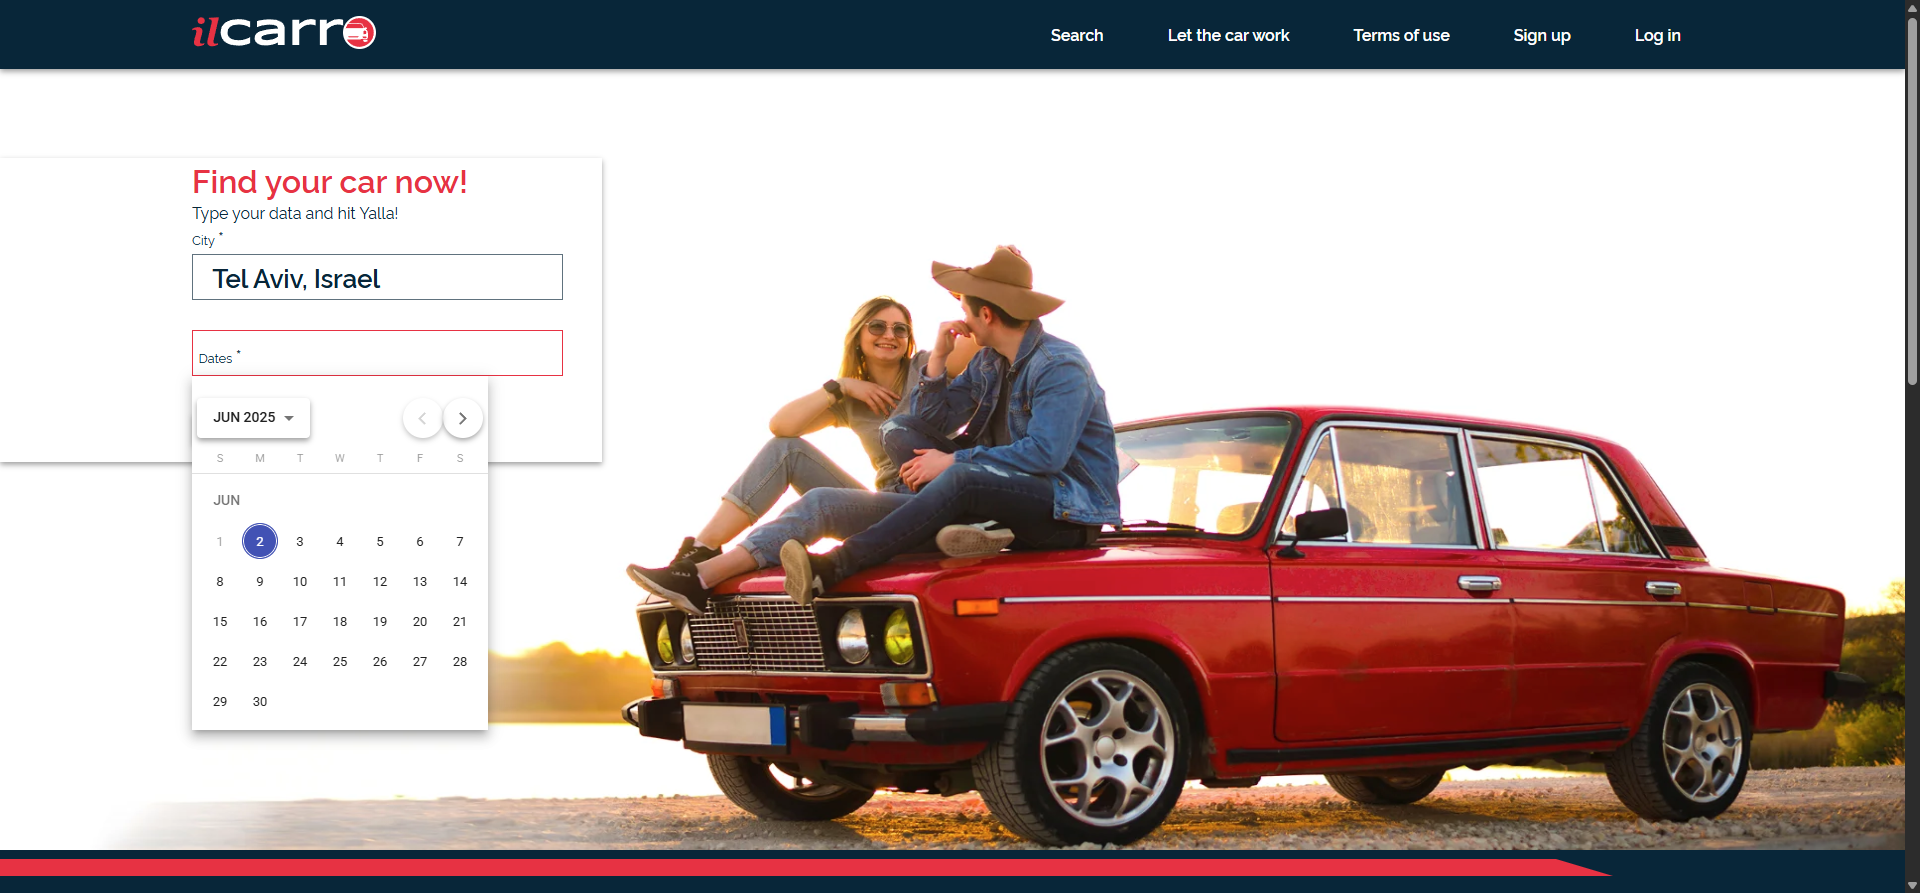 ilcarro
Search Let the car work Terms of use Sign up Log in
Find your car now!
Type your data and hit Yalla!
City *
Tel Aviv, Israel
Dates *
JUN 2025
S M T W T F S
JUN
1 2 3 4 5 6 7
8 9 10 11 12 13 14
15 16 17 18 19 20 21
22 23 24 25 26 27 28
29 30